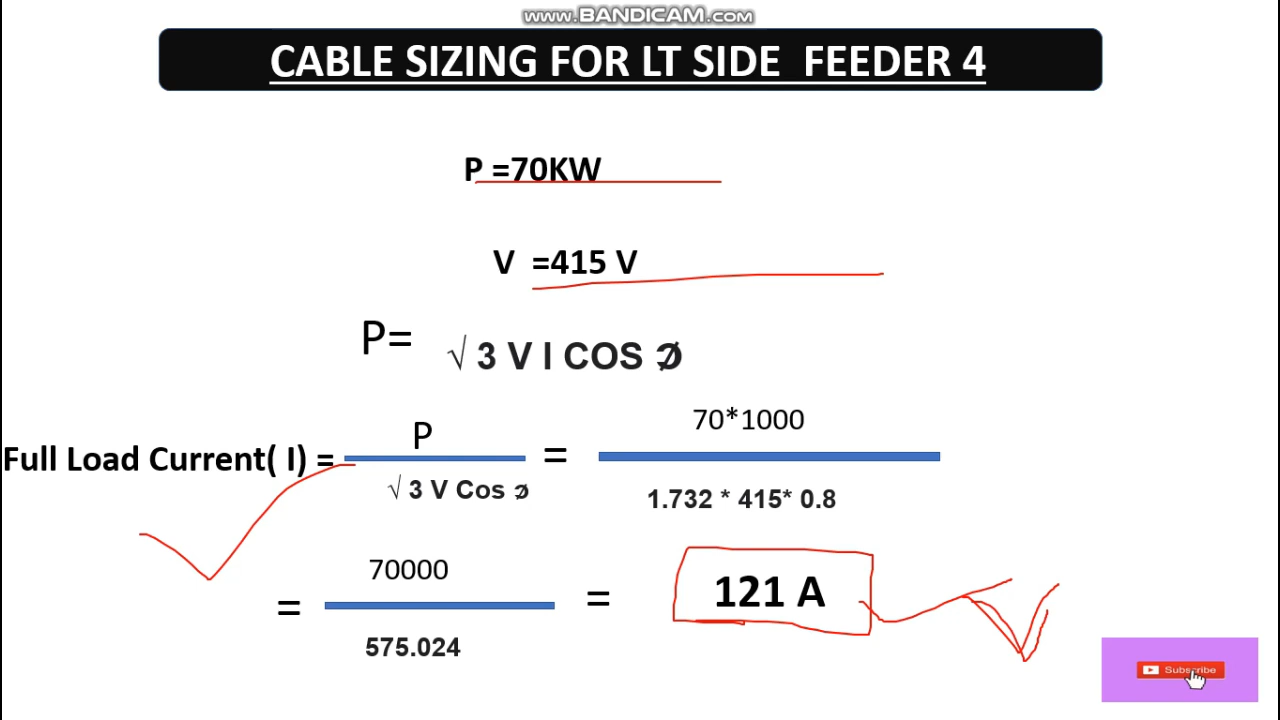 WWW.BANDICAM.COM
CABLE SIZING FOR LT SIDE FEEDER 4
P =70KW
V =415 V
P= √ 3 V I COS ∅
Full Load Current( I) = P / √ 3 V Cos ∅ = 70*1000 / 1.732 * 415* 0.8
= 70000 / 575.024 = 121 A
Subscribe